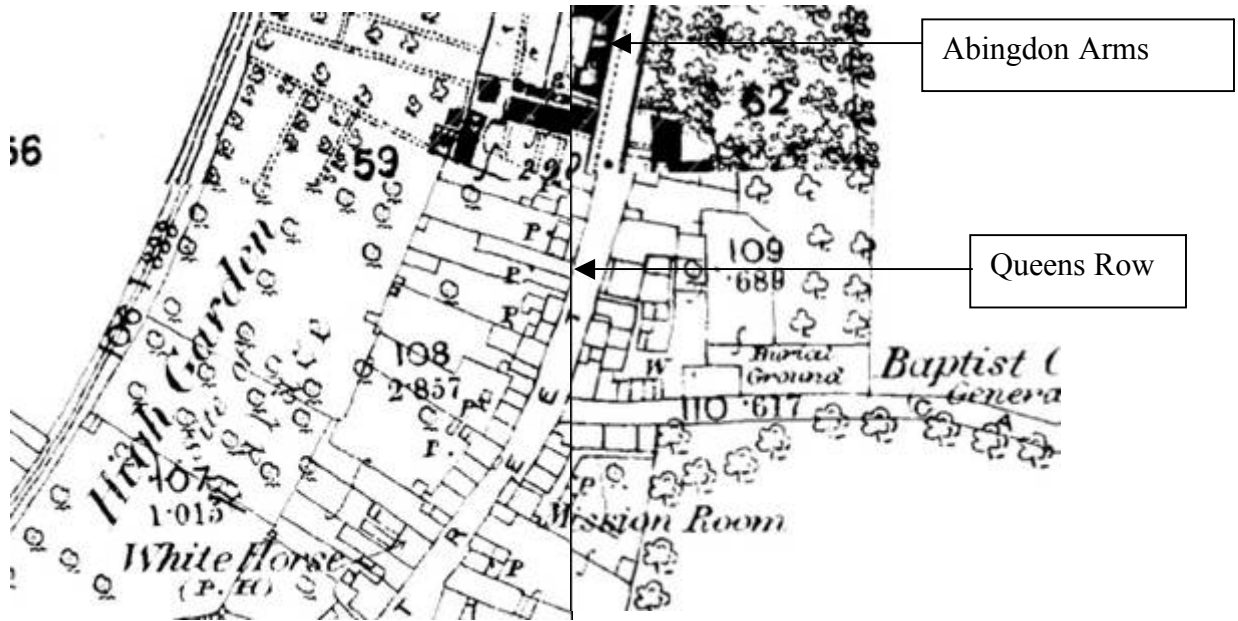 Abingdon Arms
Queens Row
56
59
62
P
109
.689
108
2.857
P
P
P
P.
W
Burial
Ground
Baptist C
Genera
110 .617
High Garden
107
1.015
White Horse
(P. H)
Mission Room
P
P
T R E E